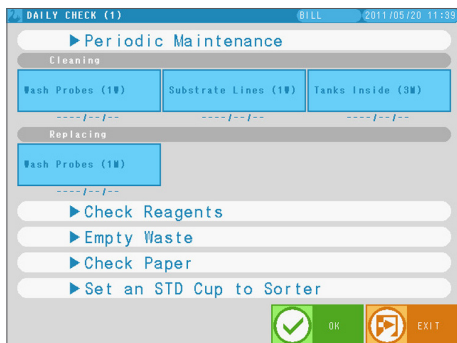 DAILY CHECK (1) BILL 2011/05/20 11:39
▶Periodic Maintenance
Cleaning
Wash Probes (1W) Substrate Lines (1W) Tanks Inside (3M)
----/--/-- ----/--/-- ----/--/--
Replacing
Wash Probes (1M)
----/--/--
▶Check Reagents
▶Empty Waste
▶Check Paper
▶Set an STD Cup to Sorter
OK EXIT